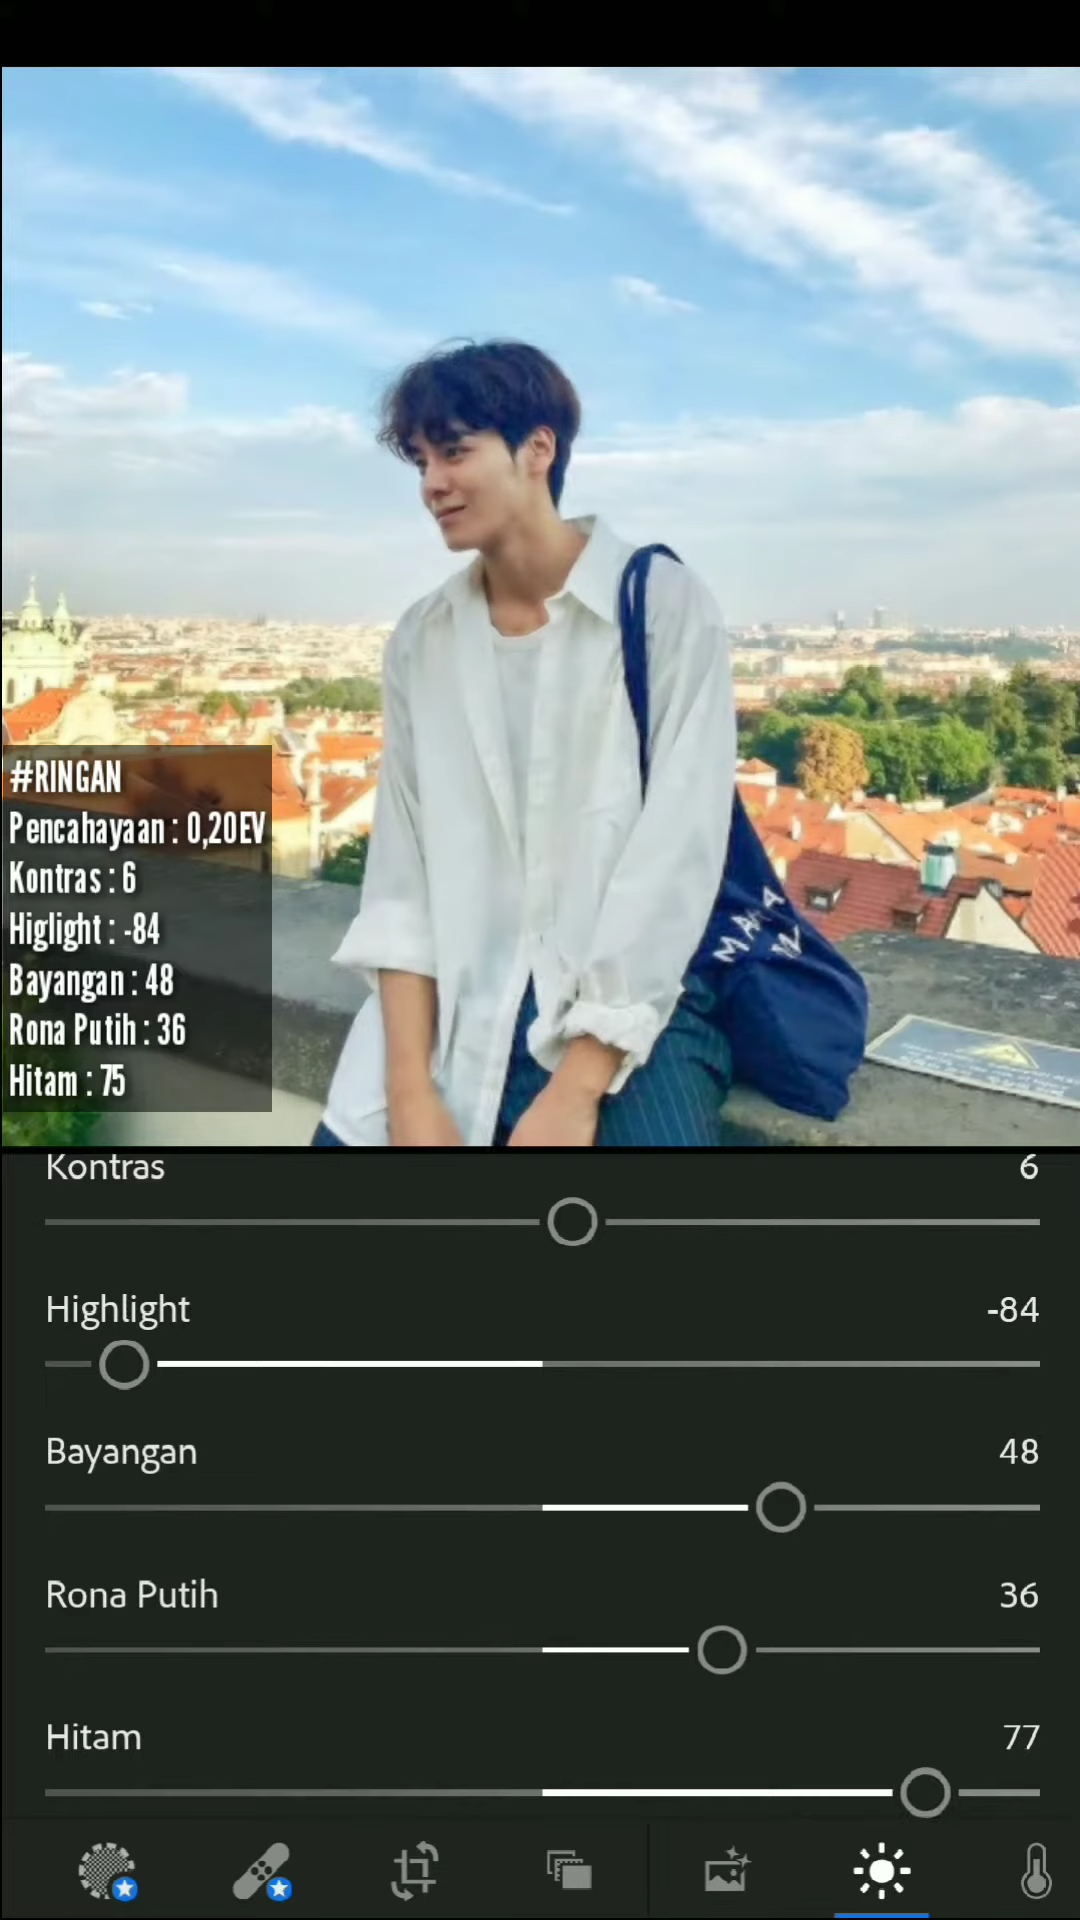 #RINGAN
Pencahayaan : 0,20EV
Kontras : 6
Higlight : -84
Bayangan : 48
Rona Putih : 36
Hitam : 75
Kontras 6
Highlight -84
Bayangan 48
Rona Putih 36
Hitam 77